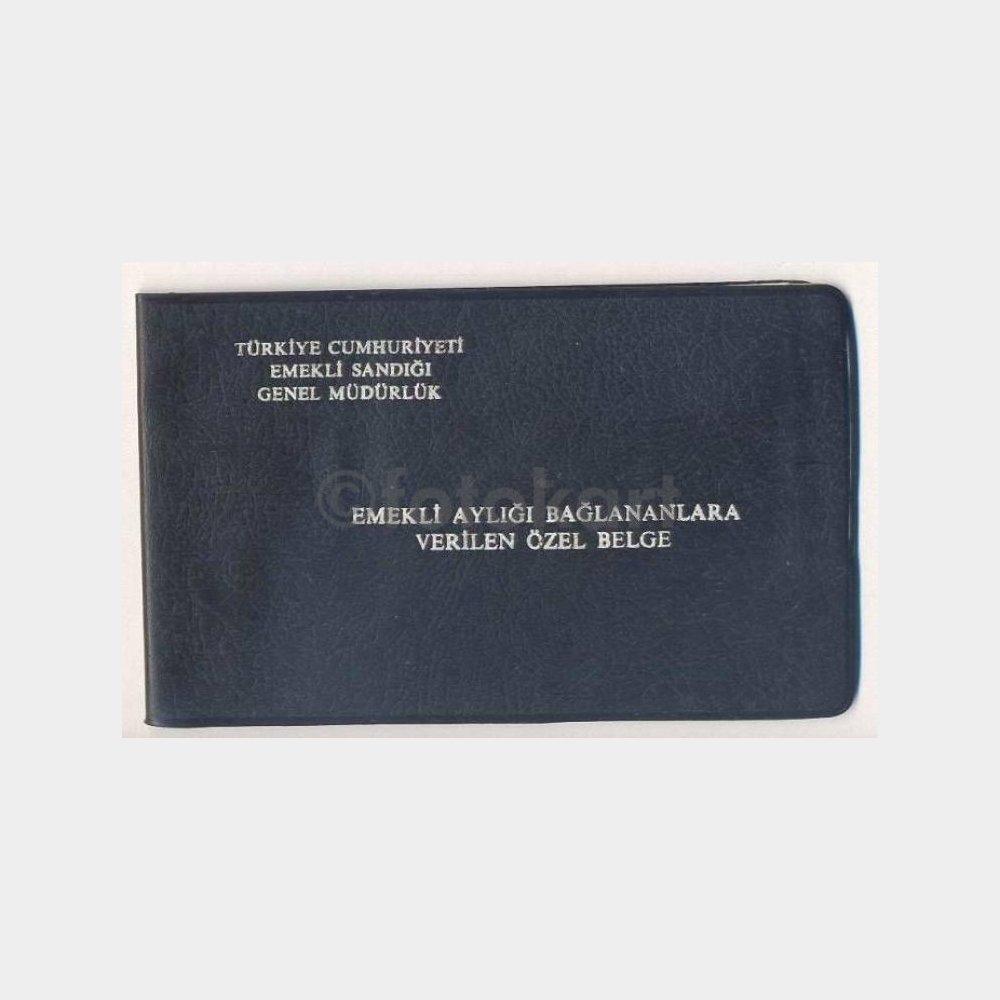 TÜRKİYE CUMHURİYETİ
EMEKLİ SANDIĞI
GENEL MÜDÜRLÜK
©fotokart
EMEKLİ AYLIĞI BAĞLANANLARA
VERİLEN ÖZEL BELGE